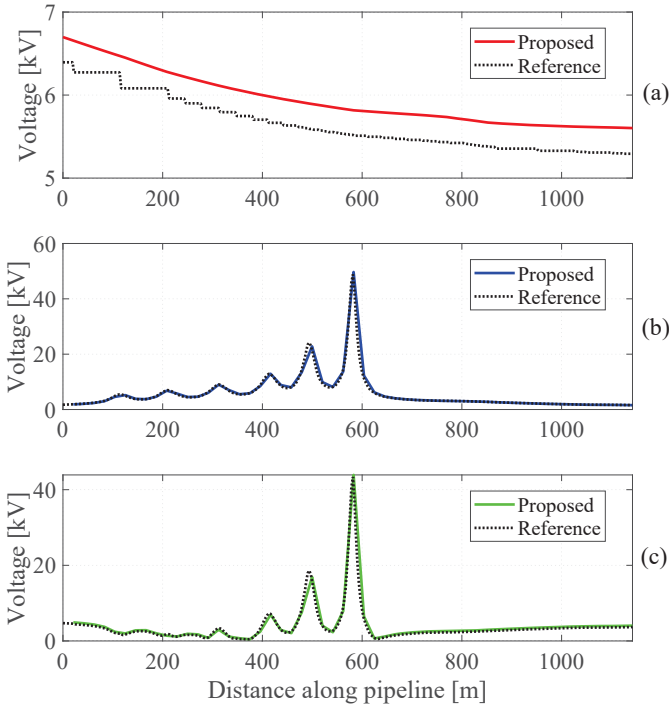 7
6
5
Voltage [kV]
Proposed
Reference
(a)
0 200 400 600 800 1000
60
40
20
0
Voltage [kV]
Proposed
Reference
(b)
0 200 400 600 800 1000
40
20
0
Voltage [kV]
Proposed
Reference
(c)
0 200 400 600 800 1000
Distance along pipeline [m]